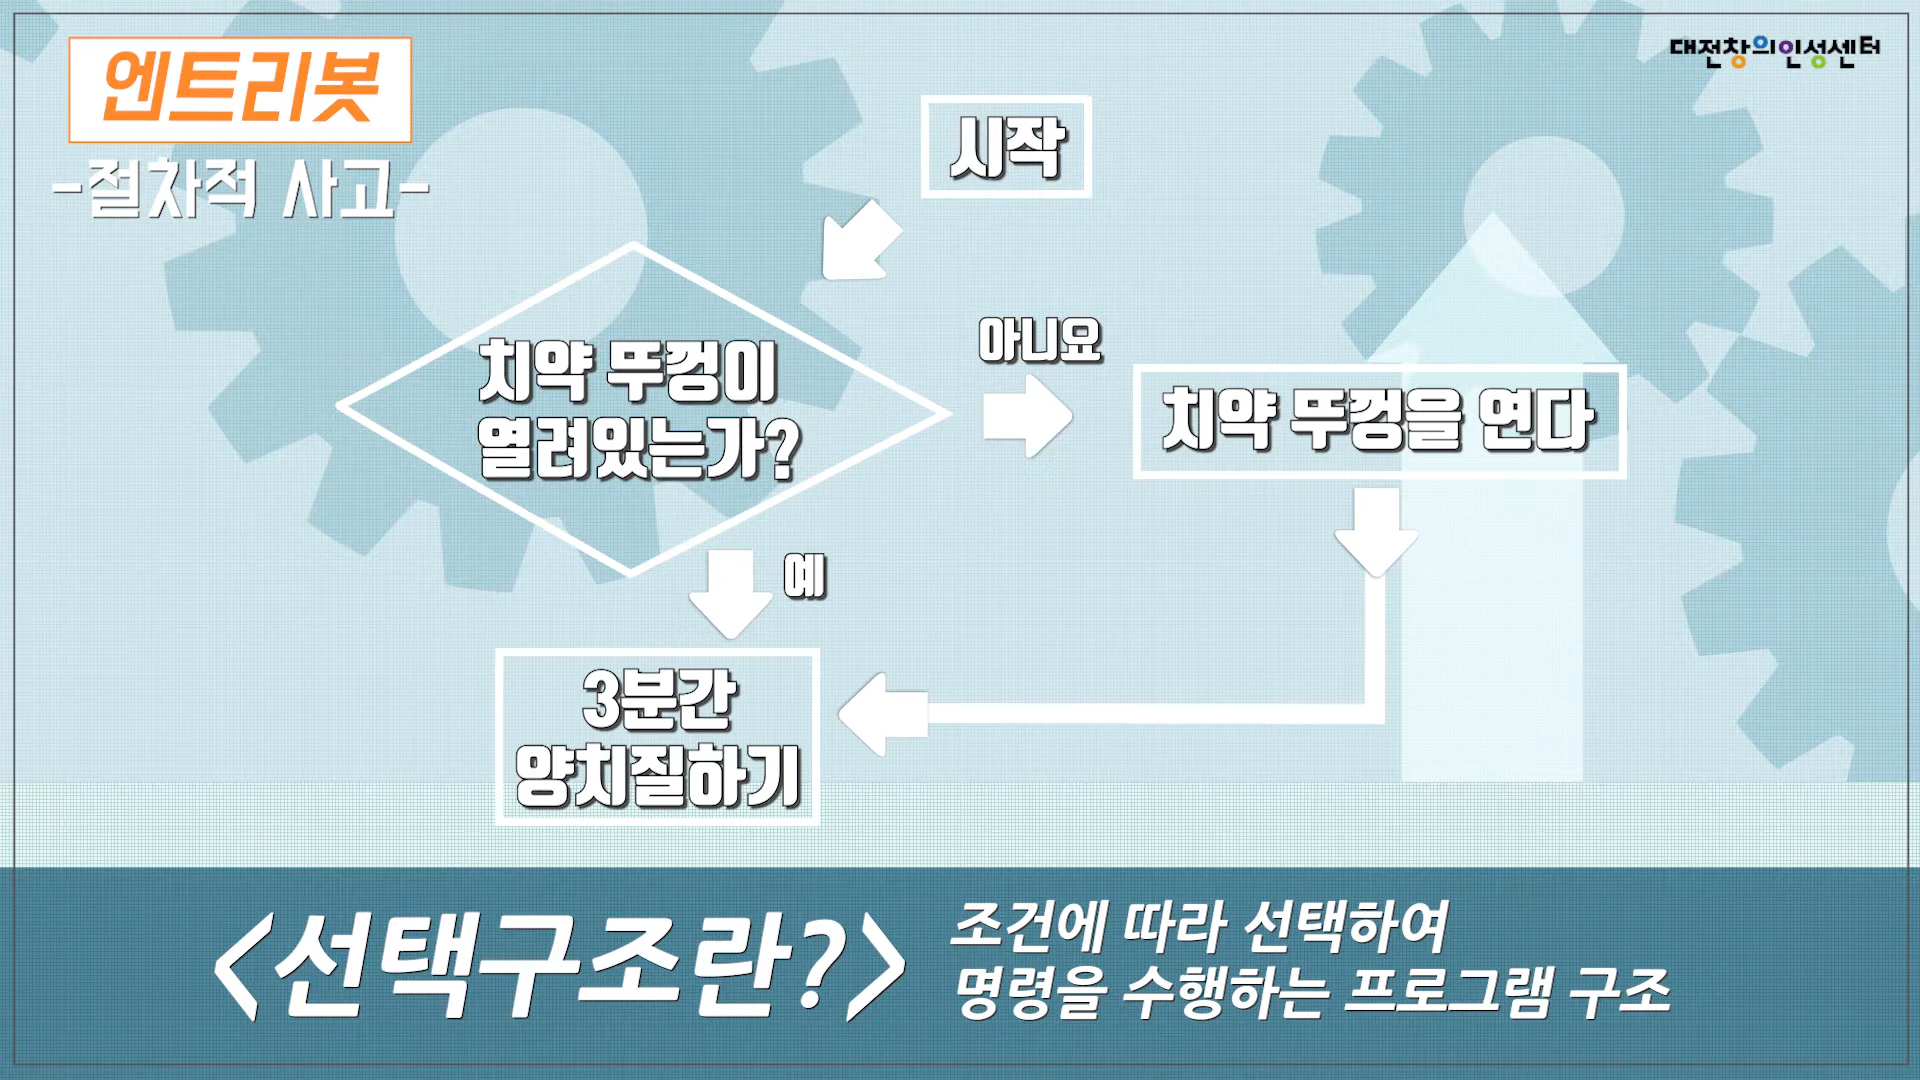 엔트리봇
-절차적 사고-
대전창의인성센터
시작
치약 뚜껑이
열려있는가?
아니요
치약 뚜껑을 연다
예
3분간
양치질하기
<선택구조란?>
조건에 따라 선택하여
명령을 수행하는 프로그램 구조